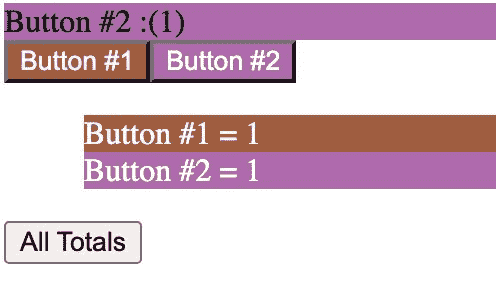 Button #2 :(1)
Button #1 Button #2
Button #1 = 1
Button #2 = 1
All Totals